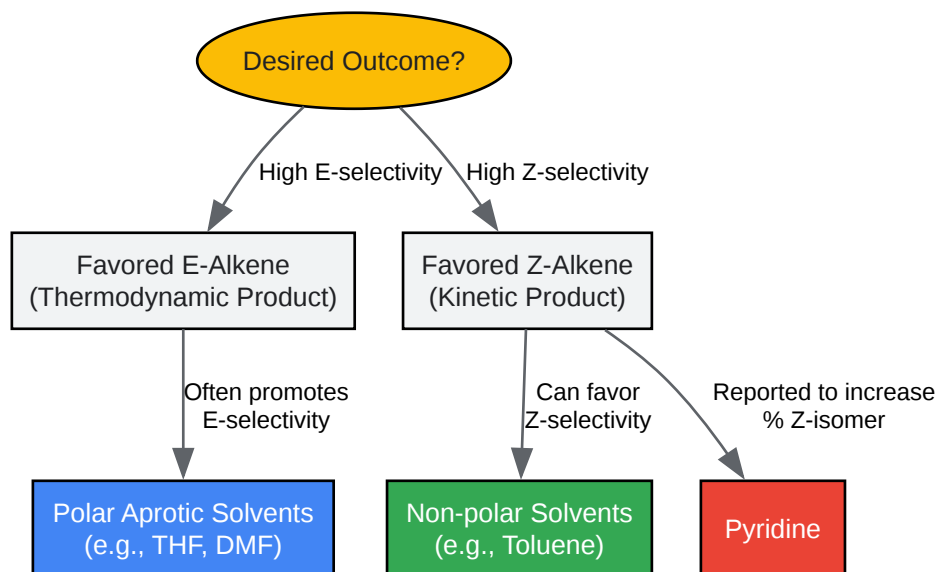 Desired Outcome?
High E-selectivity
High Z-selectivity
Favored E-Alkene
(Thermodynamic Product)
Favored Z-Alkene
(Kinetic Product)
Often promotes
E-selectivity
Can favor
Z-selectivity
Reported to increase
% Z-isomer
Polar Aprotic Solvents
(e.g., THF, DMF)
Non-polar Solvents
(e.g., Toluene)
Pyridine